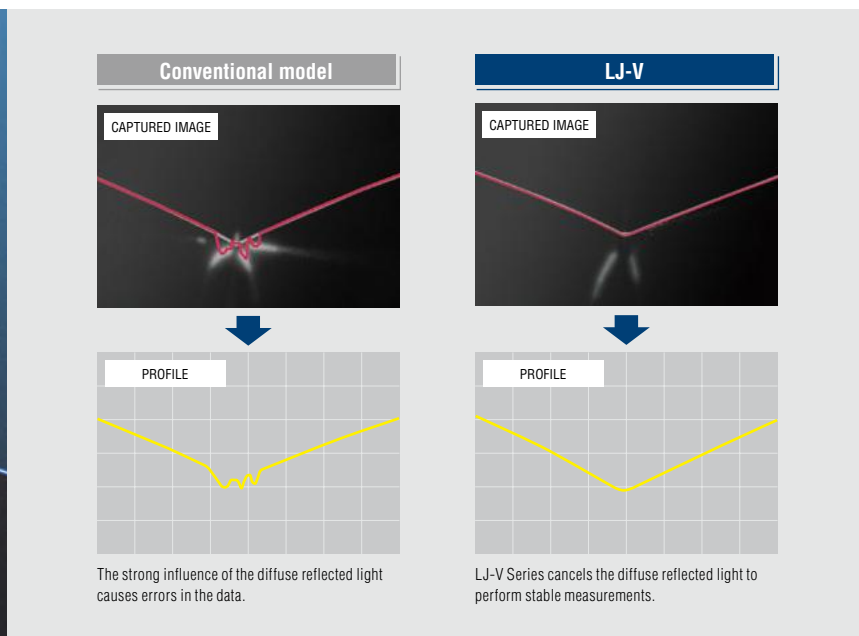 Conventional model
CAPTURED IMAGE
PROFILE
The strong influence of the diffuse reflected light
causes errors in the data.
LJ-V
CAPTURED IMAGE
PROFILE
LJ-V Series cancels the diffuse reflected light to
perform stable measurements.